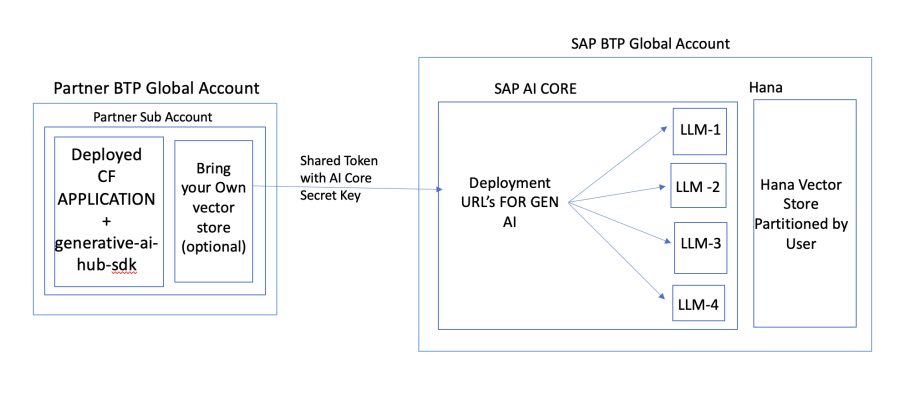 SAP BTP Global Account
Partner BTP Global Account
Partner Sub Account
Deployed
CF
APPLICATION
+
generative-ai-
hub-sdk
Bring
your Own
vector
store
(optional)
Shared Token
with AI Core
Secret Key
SAP AI CORE
Deployment
URL's FOR GEN
AI
LLM-1
LLM -2
LLM-3
LLM-4
Hana
Hana Vector
Store
Partitioned by
User